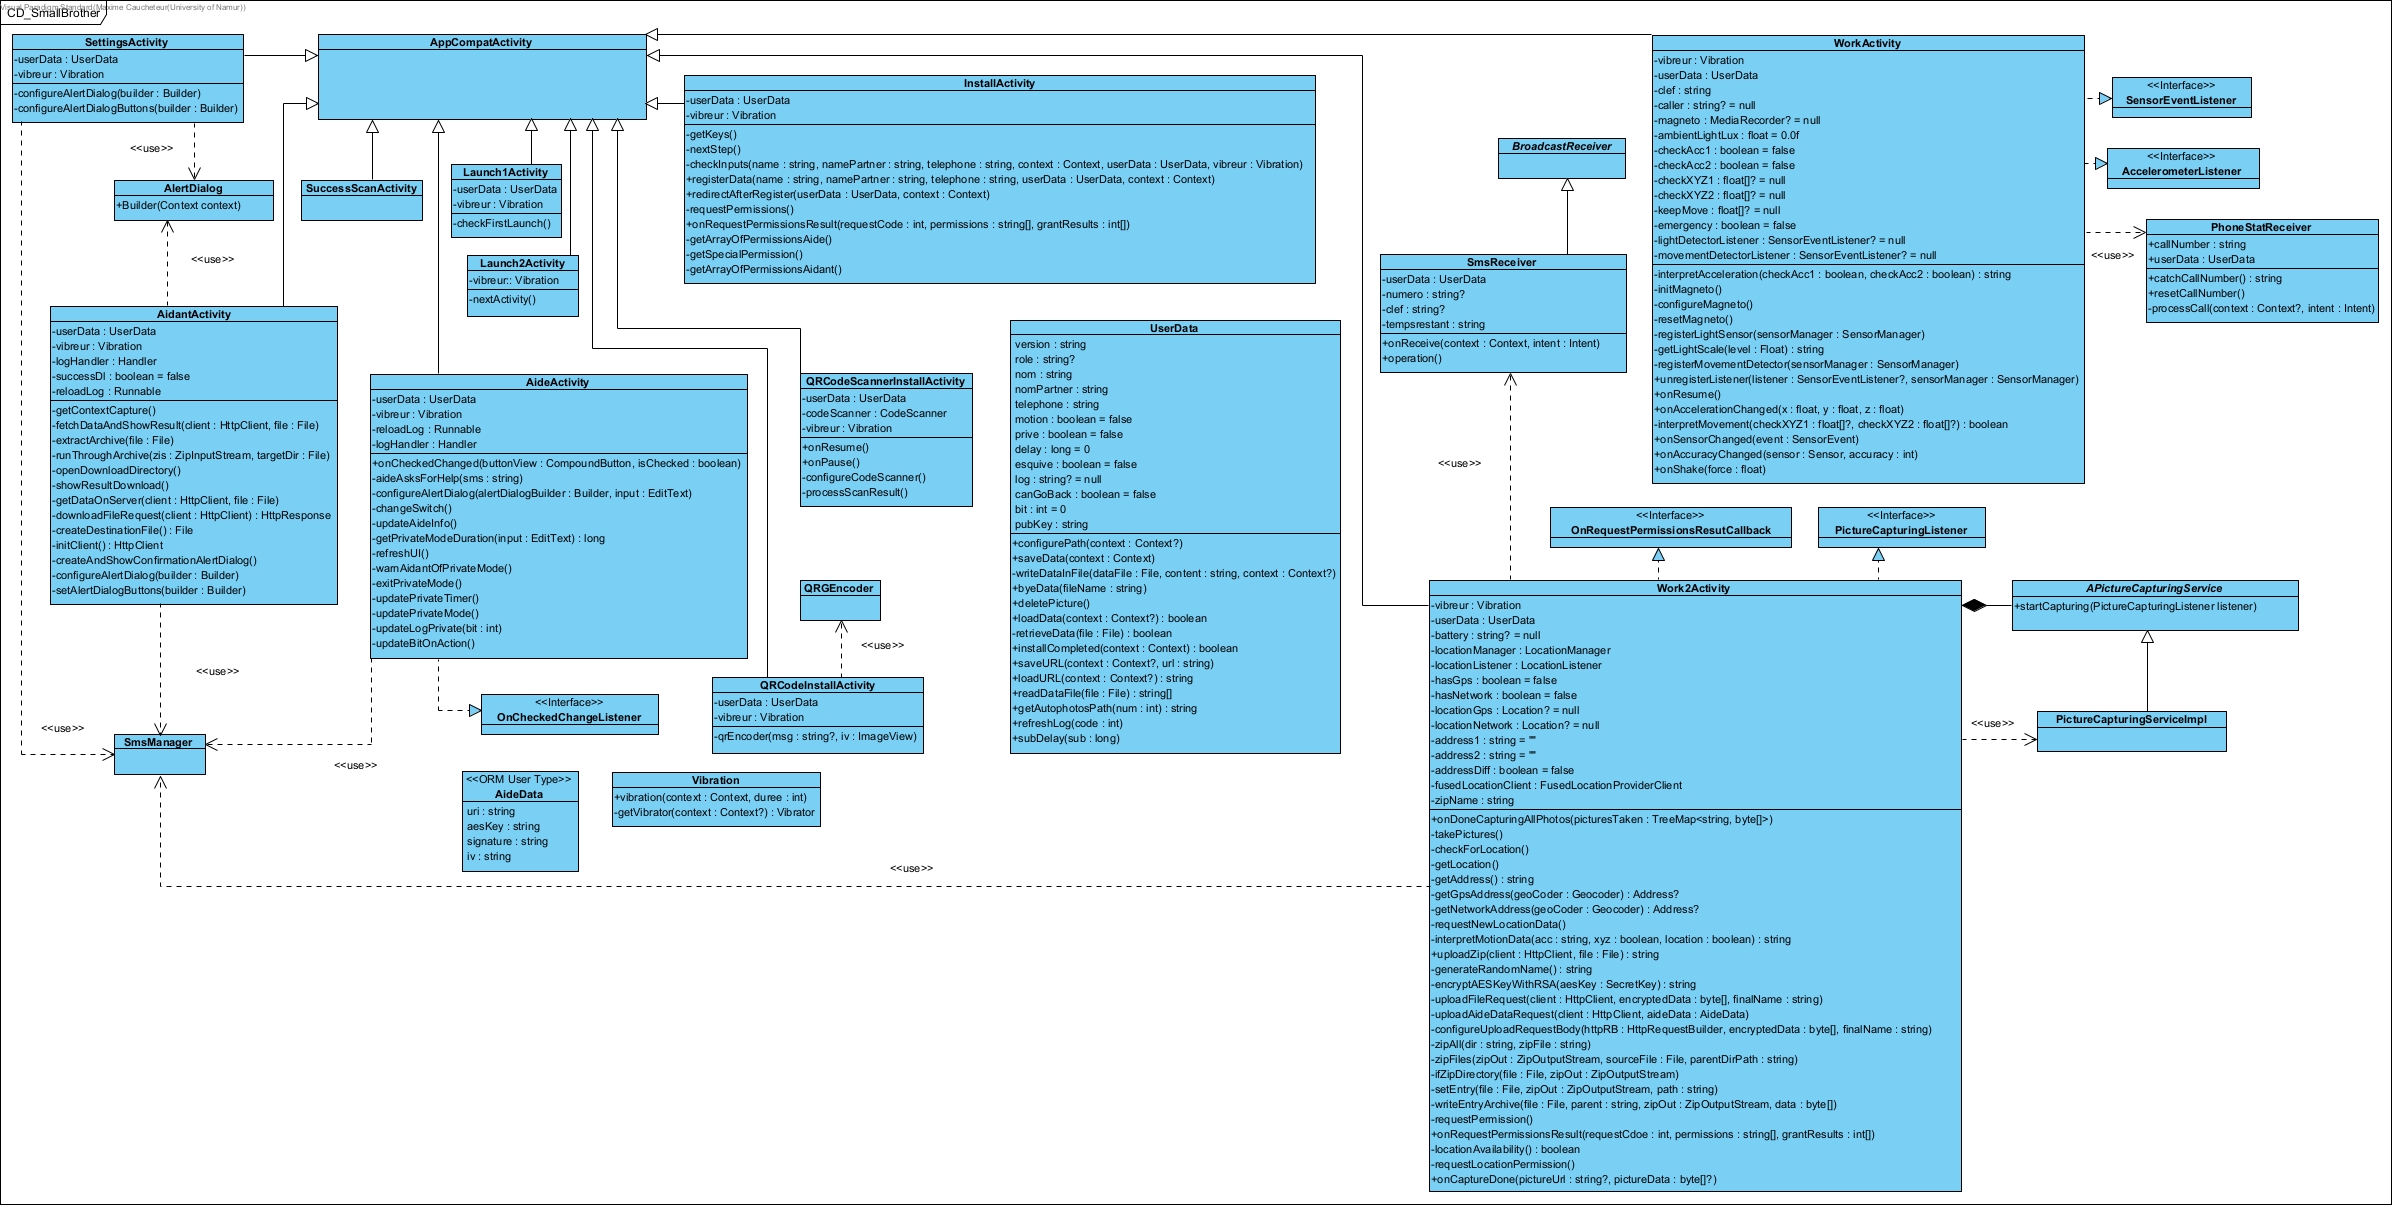 Visual Paradigm Standard(Maxime Caucheteur(University of Namur))
CD_SmallBrother
SettingsActivity
-userData : UserData
-vibreur : Vibration
-configureAlertDialog(builder : Builder)
-configureAlertDialogButtons(builder : Builder)
AppCompatActivity
InstallActivity
-userData : UserData
-vibreur : Vibration
-getKeys()
-nextStep()
-checkInputs(name : string, namePartner : string, telephone : string, context : Context, userData : UserData, vibreur : Vibration)
+registerData(name : string, namePartner : string, telephone : string, userData : UserData, context : Context)
+redirectAfterRegister(userData : UserData, context : Context)
-requestPermissions()
+onRequestPermissionsResult(requestCode : int, permissions : string[], grantResults : int[])
-getArrayOfPermissionsAide()
-getSpecialPermission()
-getArrayOfPermissionsAidant()
WorkActivity
-vibreur : Vibration
-userData : UserData
-clef : string
-caller : string? = null
-magneto : MediaRecorder? = null
-ambientLightLux : float = 0.0f
-checkAcc1 : boolean = false
-checkAcc2 : boolean = false
-checkXYZ1 : float[]? = null
-checkXYZ2 : float[]? = null
-keepMove : float[]? = null
-emergency : boolean = false
-lightDetectorListener : SensorEventListener? = null
-movementDetectorListener : SensorEventListener? = null
-interpretAcceleration(checkAcc1 : boolean, checkAcc2 : boolean) : string
-initMagneto()
-configureMagneto()
-resetMagneto()
-registerLightSensor(sensorManager : SensorManager)
-getLightScale(level : Float) : string
-registerMovementDetector(sensorManager : SensorManager)
+unregisterListener(listener : SensorEventListener?, sensorManager : SensorManager)
+onResume()
+onAccelerationChanged(x : float, y : float, z : float)
-interpretMovement(checkXYZ1 : float[]?, checkXYZ2 : float[]?) : boolean
+onSensorChanged(event : SensorEvent)
+onAccuracyChanged(sensor : Sensor, accuracy : int)
+onShake(force : float)
<<Interface>>
SensorEventListener
<<Interface>>
AccelerometerListener
<<use>>
PhoneStatReceiver
+callNumber : string
+userData : UserData
+catchCallNumber() : string
+resetCallNumber()
-processCall(context : Context?, intent : Intent)
BroadcastReceiver
SmsReceiver
-userData : UserData
-numero : string?
-clef : string?
-tempsrestant : string
+onReceive(context : Context, intent : Intent)
+operation()
<<use>>
<<use>>
AlertDialog
+Builder(Context context)
<<use>>
SuccessScanActivity
Launch1Activity
-userData : UserData
-vibreur : Vibration
-checkFirstLaunch()
Launch2Activity
-vibreur:: Vibration
-nextActivity()
AidantActivity
-userData : UserData
-vibreur : Vibration
-logHandler : Handler
-successDl : boolean = false
-reloadLog : Runnable
-getContextCapture()
-fetchDataAndShowResult(client : HttpClient, file : File)
-extractArchive(file : File)
-runThroughArchive(zis : ZipInputStream, targetDir : File)
-openDownloadDirectory()
-showResultDownload()
-getDataOnServer(client : HttpClient, file : File)
-downloadFileRequest(client : HttpClient) : HttpResponse
-createDestinationFile() : File
-initClient() : HttpClient
-createAndShowConfirmationAlertDialog()
-configureAlertDialog(builder : Builder)
-setAlertDialogButtons(builder : Builder)
AideActivity
-userData : UserData
-vibreur : Vibration
-reloadLog : Runnable
-logHandler : Handler
+onCheckedChanged(buttonView : CompoundButton, isChecked : boolean)
-aideAsksForHelp(sms : string)
-configureAlertDialog(alertDialogBuilder : Builder, input : EditText)
-changeSwitch()
-updateAideInfo()
-getPrivateModeDuration(input : EditText) : long
-refreshUI()
-warnAidantOfPrivateMode()
-exitPrivateMode()
-updatePrivateTimer()
-updatePrivateMode()
-updateLogPrivate(bit : int)
-updateBitOnAction()
QRCodeScannerInstallActivity
-userData : UserData
-codeScanner : CodeScanner
-vibreur : Vibration
+onResume()
+onPause()
-configureCodeScanner()
-processScanResult()
UserData
version : string
role : string?
nom : string
nomPartner : string
telephone : string
motion : boolean = false
prive : boolean = false
delay : long = 0
esquive : boolean = false
log : string? = null
canGoBack : boolean = false
bit : int = 0
pubKey : string
+configurePath(context : Context?)
+saveData(context : Context)
-writeDataInFile(dataFile : File, content : string, context : Context?)
+byeData(fileName : string)
+deletePicture()
+loadData(context : Context?) : boolean
-retrieveData(file : File) : boolean
+installCompleted(context : Context) : boolean
+saveURL(context : Context?, url : string)
+loadURL(context : Context?) : string
+readDataFile(file : File) : string[]
+getAutophotosPath(num : int) : string
+refreshLog(code : int)
+subDelay(sub : long)
QRGEncoder
<<use>>
QRCodeInstallActivity
-userData : UserData
-vibreur : Vibration
-qrEncoder(msg : string?, iv : ImageView)
<<Interface>>
OnCheckedChangeListener
<<use>>
<<use>>
SmsManager
<<use>>
<<ORM User Type>>
AideData
uri : string
aesKey : string
signature : string
iv : string
Vibration
+vibration(context : Context, duree : int)
-getVibrator(context : Context?) : Vibrator
<<use>>
<<Interface>>
OnRequestPermissionsResutCallback
<<Interface>>
PictureCapturingListener
Work2Activity
-vibreur : Vibration
-userData : UserData
-battery : string? = null
-locationManager : LocationManager
-locationListener : LocationListener
-hasGps : boolean = false
-hasNetwork : boolean = false
-locationGps : Location? = null
-locationNetwork : Location? = null
-address1 : string = ""
-address2 : string = ""
-addressDiff : boolean = false
-fusedLocationClient : FusedLocationProviderClient
-zipName : string
+onDoneCapturingAllPhotos(picturesTaken : TreeMap<string, byte[]>)
-takePictures()
-checkForLocation()
-getLocation()
-getAddress() : string
-getGpsAddress(geoCoder : Geocoder) : Address?
-getNetworkAddress(geoCoder : Geocoder) : Address?
-requestNewLocationData()
-interpretMotionData(acc : string, xyz : boolean, location : boolean) : string
+uploadZip(client : HttpClient, file : File) : string
-generateRandomName() : string
-encryptAESKeyWithRSA(aesKey : SecretKey) : string
-uploadFileRequest(client : HttpClient, encryptedData : byte[], finalName : string)
-uploadAideDataRequest(client : HttpClient, aideData : AideData)
-configureUploadRequestBody(httpRB : HttpRequestBuilder, encryptedData : byte[], finalName : string)
-zipAll(dir : string, zipFile : string)
-zipFiles(zipOut : ZipOutputStream, sourceFile : File, parentDirPath : string)
-ifZipDirectory(file : File, zipOut : ZipOutputStream)
-setEntry(file : File, zipOut : ZipOutputStream, path : string)
-writeEntryArchive(file : File, parent : string, zipOut : ZipOutputStream, data : byte[])
-requestPermission()
+onRequestPermissionsResult(requestCdoe : int, permissions : string[], grantResults : int[])
-locationAvailability() : boolean
-requestLocationPermission()
+onCaptureDone(pictureUrl : string?, pictureData : byte[]?)
APictureCapturingService
+startCapturing(PictureCapturingListener listener)
<<use>>
PictureCapturingServiceImpl